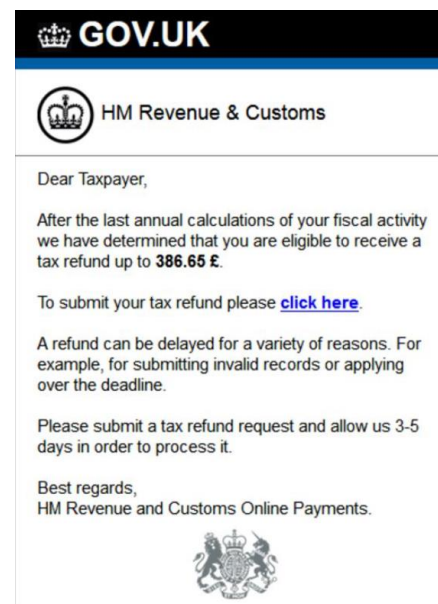 GOV.UK
HM Revenue & Customs
Dear Taxpayer,
After the last annual calculations of your fiscal activity
we have determined that you are eligible to receive a
tax refund up to 386.65 £.
To submit your tax refund please click here.
A refund can be delayed for a variety of reasons. For
example, for submitting invalid records or applying
over the deadline.
Please submit a tax refund request and allow us 3-5
days in order to process it.
Best regards,
HM Revenue and Customs Online Payments.